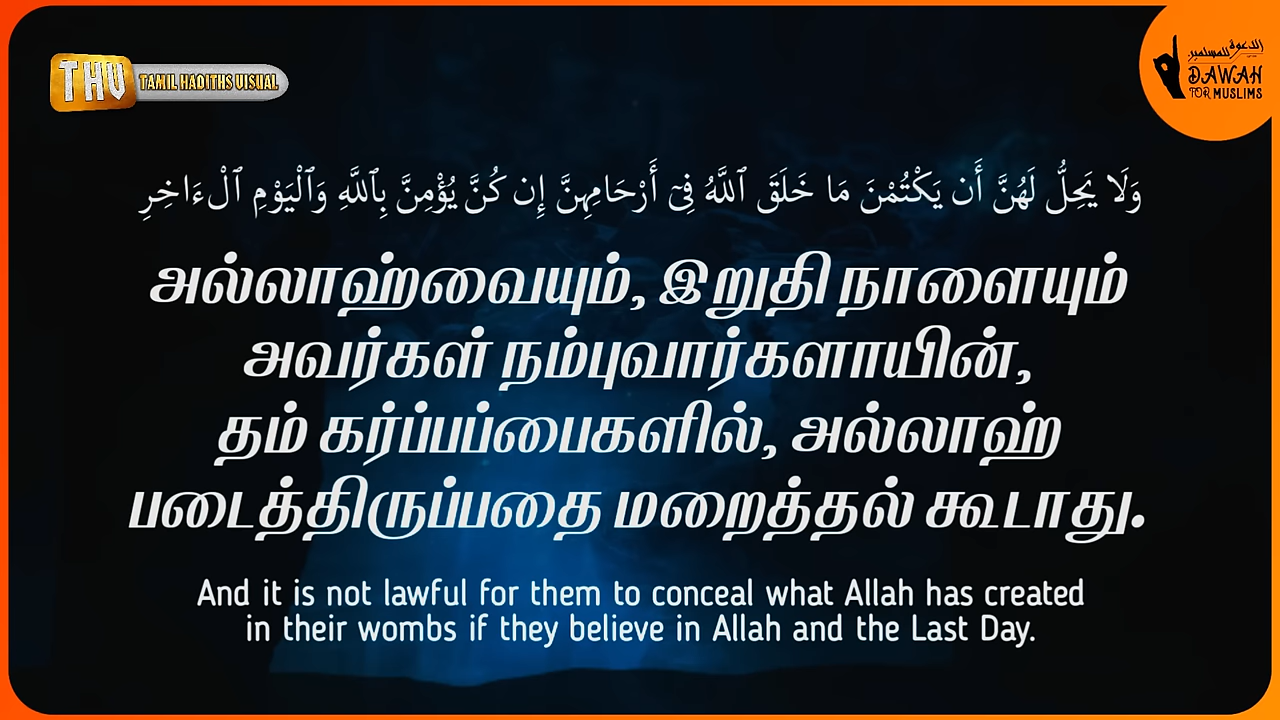 THV TAMIL HADITHS VISUAL
الدعوة للمسلمين
DAWAH
FOR MUSLIMS
وَلَا يَحِلُّ لَهُنَّ أَن يَكْتُمْنَ مَا خَلَقَ ٱللَّهُ فِىٓ أَرْحَامِهِنَّ إِن كُنَّ يُؤْمِنَّ بِٱللَّهِ وَٱلْيَوْمِ ٱلْءَاخِرِ
அல்லாஹ்வையும், இறுதி நாளையும்
அவர்கள் நம்புவார்களாயின்,
தம் கர்ப்பப்பைகளில், அல்லாஹ்
படைத்திருப்பதை மறைத்தல் கூடாது.
And it is not lawful for them to conceal what Allah has created
in their wombs if they believe in Allah and the Last Day.